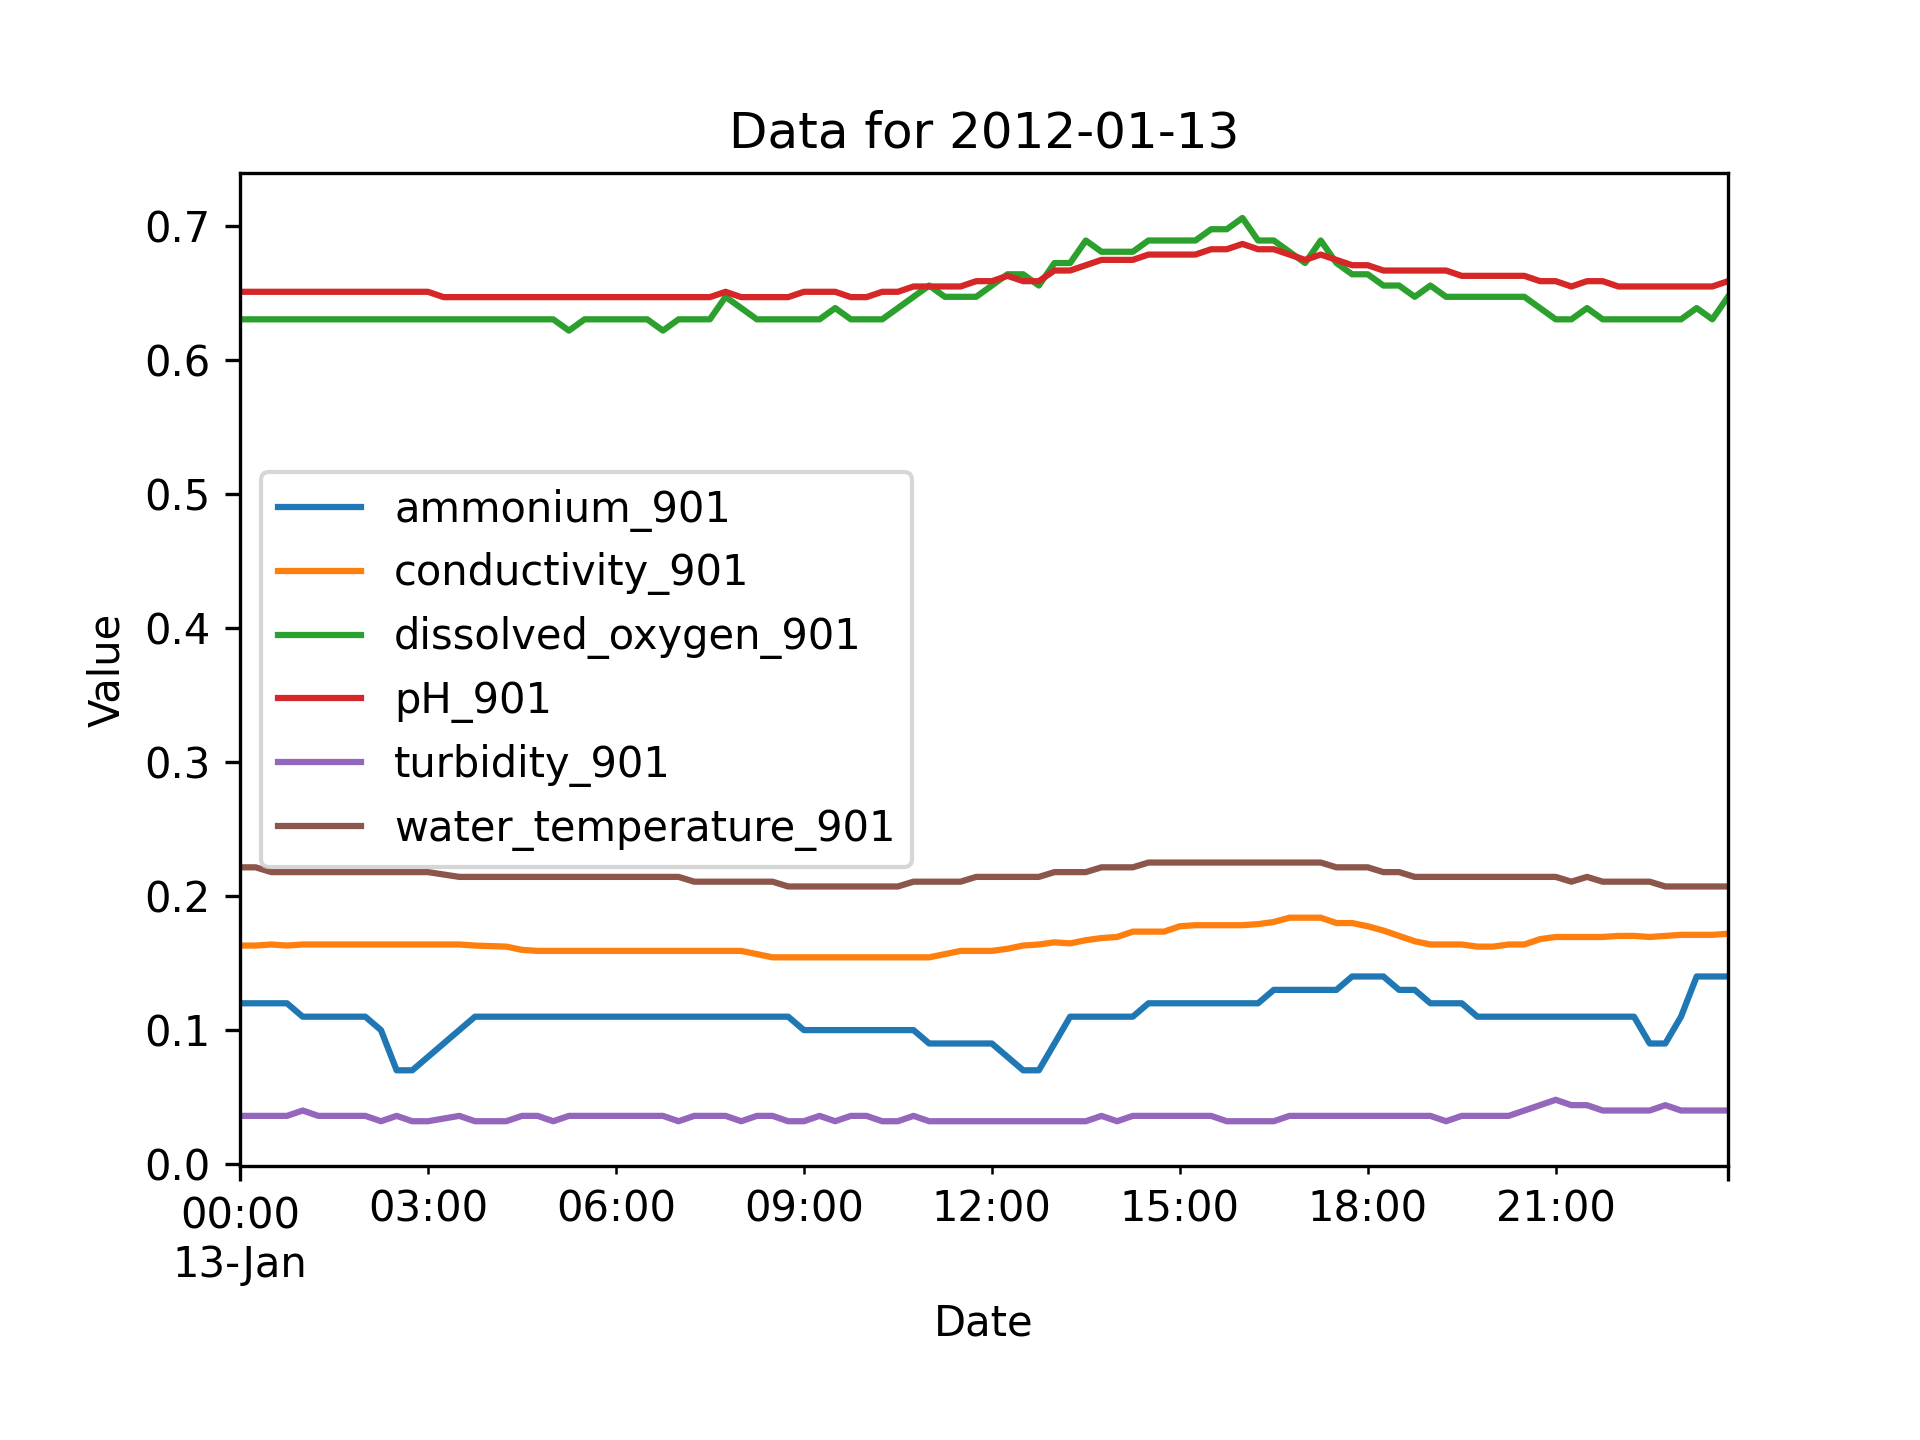 Data for 2012-01-13
Value
0.7
0.6
0.5
0.4
0.3
0.2
0.1
0.0
ammonium_901
conductivity_901
dissolved_oxygen_901
pH_901
turbidity_901
water_temperature_901
00:00 03:00 06:00 09:00 12:00 15:00 18:00 21:00
13-Jan
Date